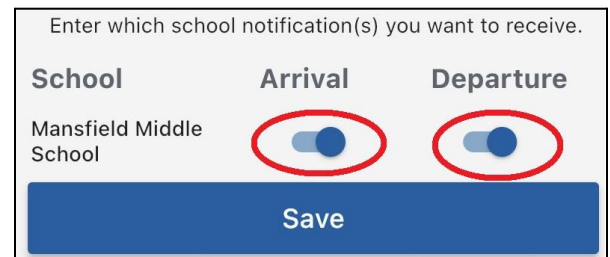 Enter which school notification(s) you want to receive.
School Arrival Departure
Mansfield Middle
School
Save